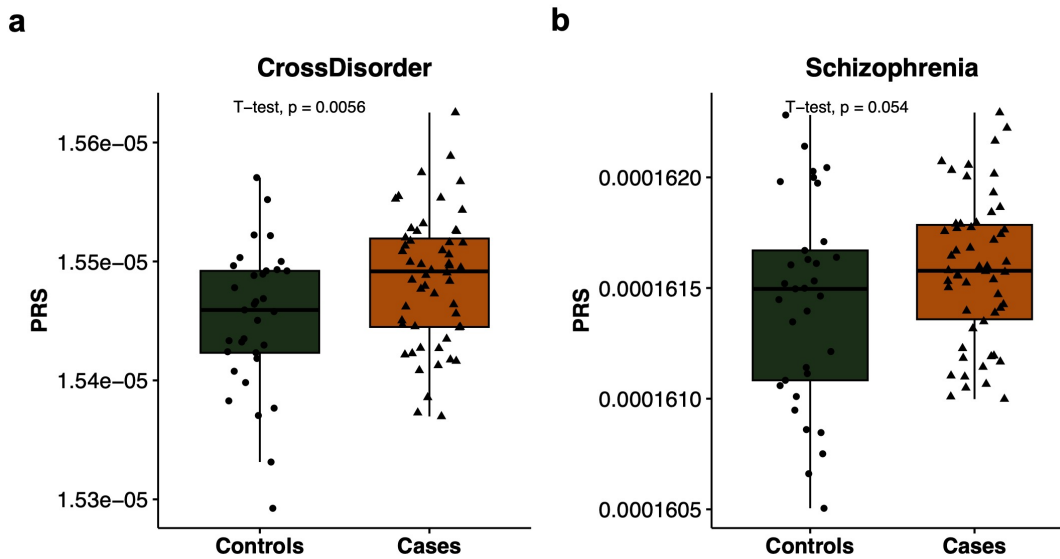 a
CrossDisorder
T-test, p = 0.0056
1.56e-05
1.55e-05
1.54e-05
1.53e-05
PRS
Controls
Cases
b
Schizophrenia
T-test, p = 0.054
0.0001620
0.0001615
0.0001610
0.0001605
PRS
Controls
Cases